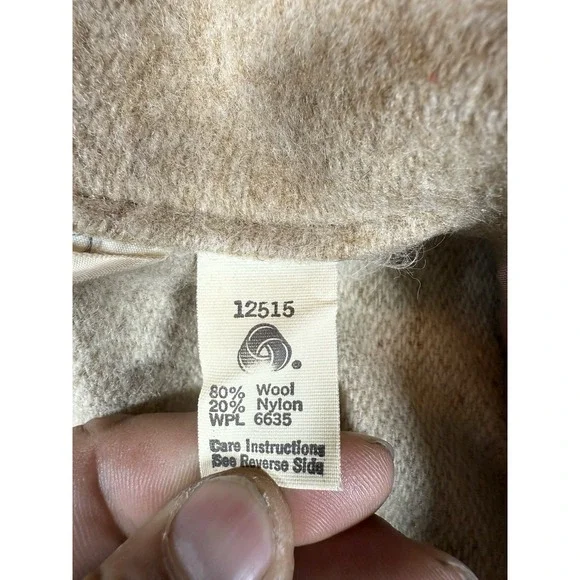 12515
80% Wool
20% Nylon
WPL 6635
Care Instructions
See Reverse Side